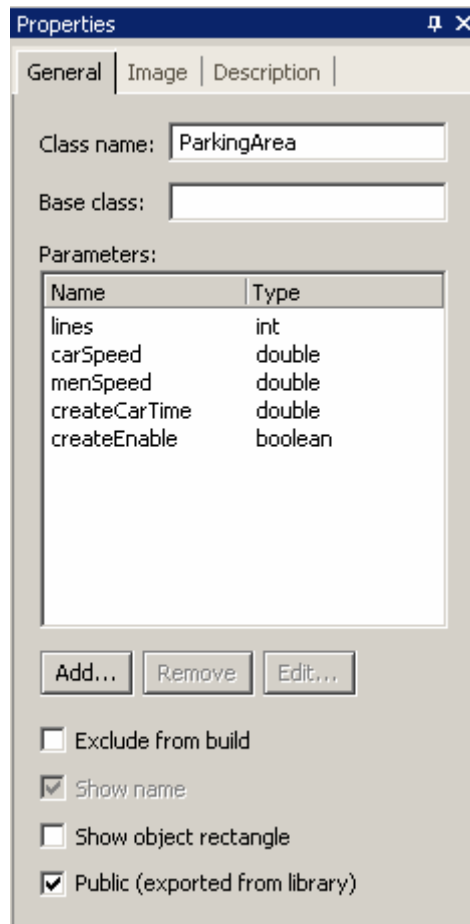 Properties
General Image Description
Class name: ParkingArea
Base class:
Parameters:
Name Type
lines int
carSpeed double
menSpeed double
createCarTime double
createEnable boolean
Add... Remove Edit...
Exclude from build
Show name
Show object rectangle
Public (exported from library)